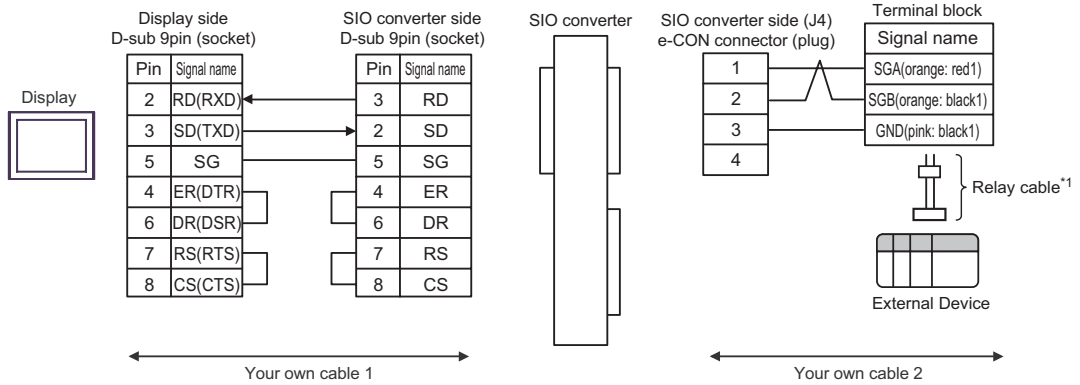 Display side
D-sub 9pin (socket)
SIO converter side
D-sub 9pin (socket)
SIO converter
SIO converter side (J4)
e-CON connector (plug)
Terminal block
Display
Pin Signal name
2 RD(RXD)
3 SD(TXD)
5 SG
4 ER(DTR)
6 DR(DSR)
7 RS(RTS)
8 CS(CTS)
Pin Signal name
3 RD
2 SD
5 SG
4 ER
6 DR
7 RS
8 CS
1
2
3
4
Signal name
SGA(orange: red1)
SGB(orange: black1)
GND(pink: black1)
Relay cable*1
External Device
Your own cable 1
Your own cable 2